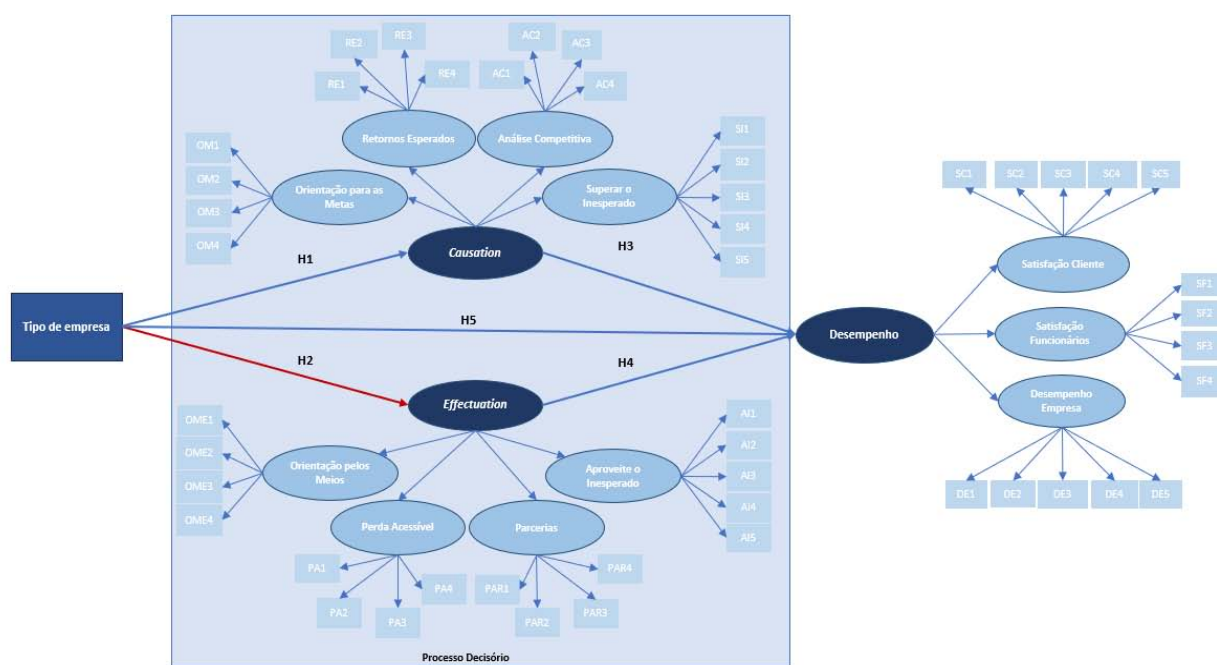 RE2
RE3
RE1
RE4
AC2
AC3
AC1
AC4
Retornos Esperados
Análise Competitiva
OM1
OM2
OM3
OM4
Orientação para as
Metas
Superar o
Inesperado
SI1
SI2
SI3
SI4
SI5
Causation
H1
H3
Tipo de empresa
H5
H2
H4
Effectuation
Desempenho
SC1
SC2
SC3
SC4
SC5
Satisfação Cliente
Satisfação
Funcionários
SF1
SF2
SF3
SF4
Desempenho
Empresa
DE1
DE2
DE3
DE4
DE5
OME1
OME2
OME3
OME4
Orientação pelos
Meios
Aproveite o
Inesperado
AI1
AI2
AI3
AI4
AI5
Perda Acessível
Parcerias
PA1
PA2
PA3
PA4
PAR1
PAR2
PAR3
PAR4
Processo Decisório